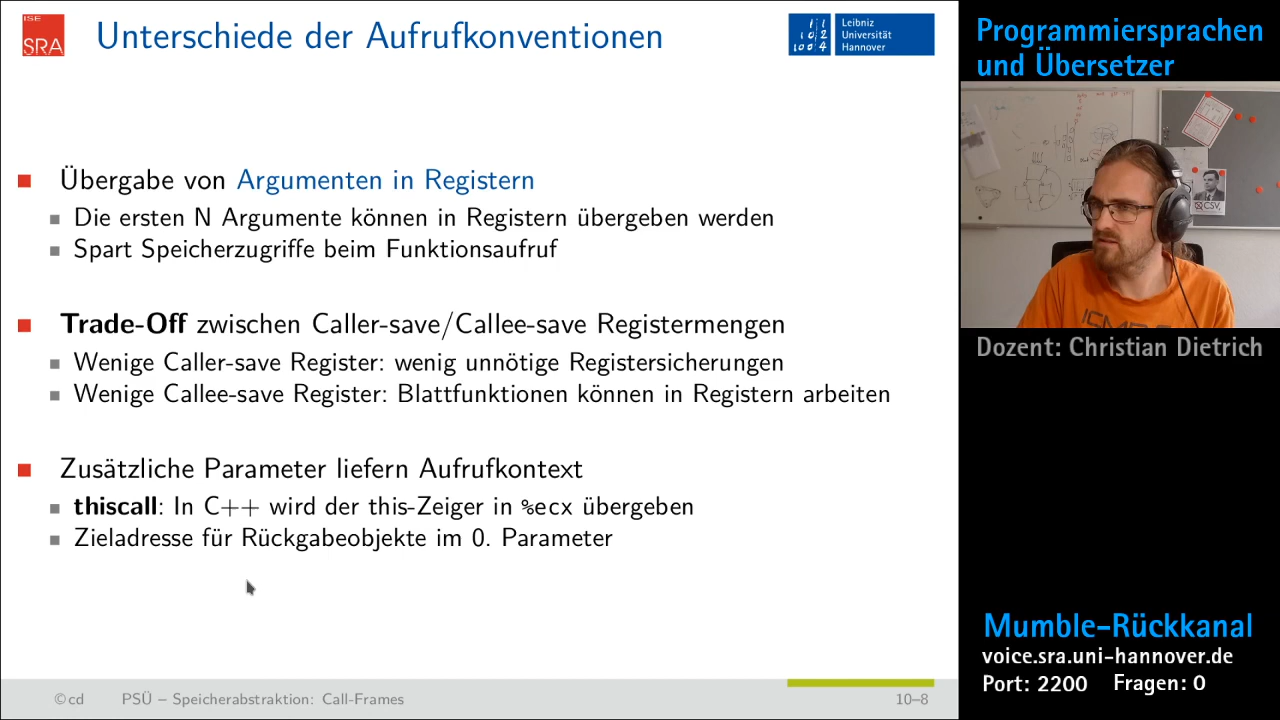 ISE
SRA
Unterschiede der Aufrufkonventionen
Leibniz
Universität
Hannover
Übergabe von Argumenten in Registern
Die ersten N Argumente können in Registern übergeben werden
Spart Speicherzugriffe beim Funktionsaufruf
Trade-Off zwischen Caller-save/Callee-save Registermengen
Wenige Caller-save Register: wenig unnötige Registersicherungen
Wenige Callee-save Register: Blattfunktionen können in Registern arbeiten
Zusätzliche Parameter liefern Aufrufkontext
thiscall: In C++ wird der this-Zeiger in %ecx übergeben
Zieladresse für Rückgabeobjekte im 0. Parameter
©cd PSÜ – Speicherabstraktion: Call-Frames 10–8
Programmiersprachen
und Übersetzer
CSV
Dozent: Christian Dietrich
Mumble-Rückkanal
voice.sra.uni-hannover.de
Port: 2200 Fragen: 0